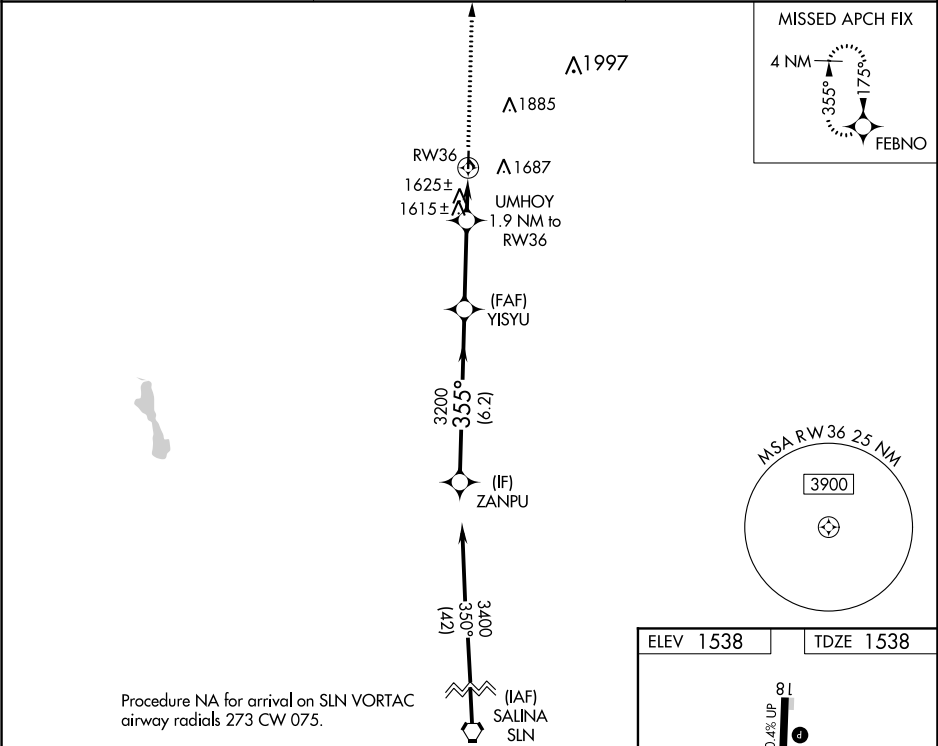 MISSED APCH FIX
4 NM
355°
175°
FEBNO
1997
1885
RW36
1687
1625±
1615±
UMHOY
1.9 NM to
RW36
(FAF)
YISYU
3200
355°
(6.2)
(IF)
ZANPU
MSA RW36 25 NM
3900
3400
350°
(42)
(IAF)
SALINA
SLN
Procedure NA for arrival on SLN VORTAC
airway radials 273 CW 075.
ELEV 1538
TDZE 1538
18
0.4% UP
P